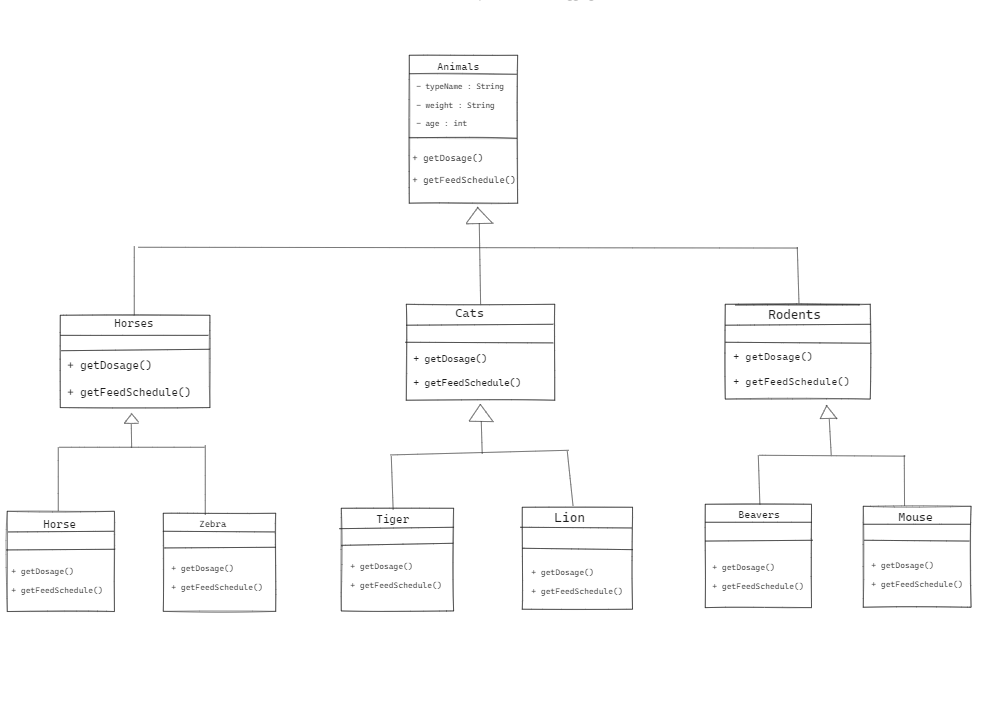 Animals
- typeName : String
- weight : String
- age : int
+ getDosage()
+ getFeedSchedule()
Horses
+ getDosage()
+ getFeedSchedule()
Cats
+ getDosage()
+ getFeedSchedule()
Rodents
+ getDosage()
+ getFeedSchedule()
Horse
+ getDosage()
+ getFeedSchedule()
Zebra
+ getDosage()
+ getFeedSchedule()
Tiger
+ getDosage()
+ getFeedSchedule()
Lion
+ getDosage()
+ getFeedSchedule()
Beavers
+ getDosage()
+ getFeedSchedule()
Mouse
+ getDosage()
+ getFeedSchedule()